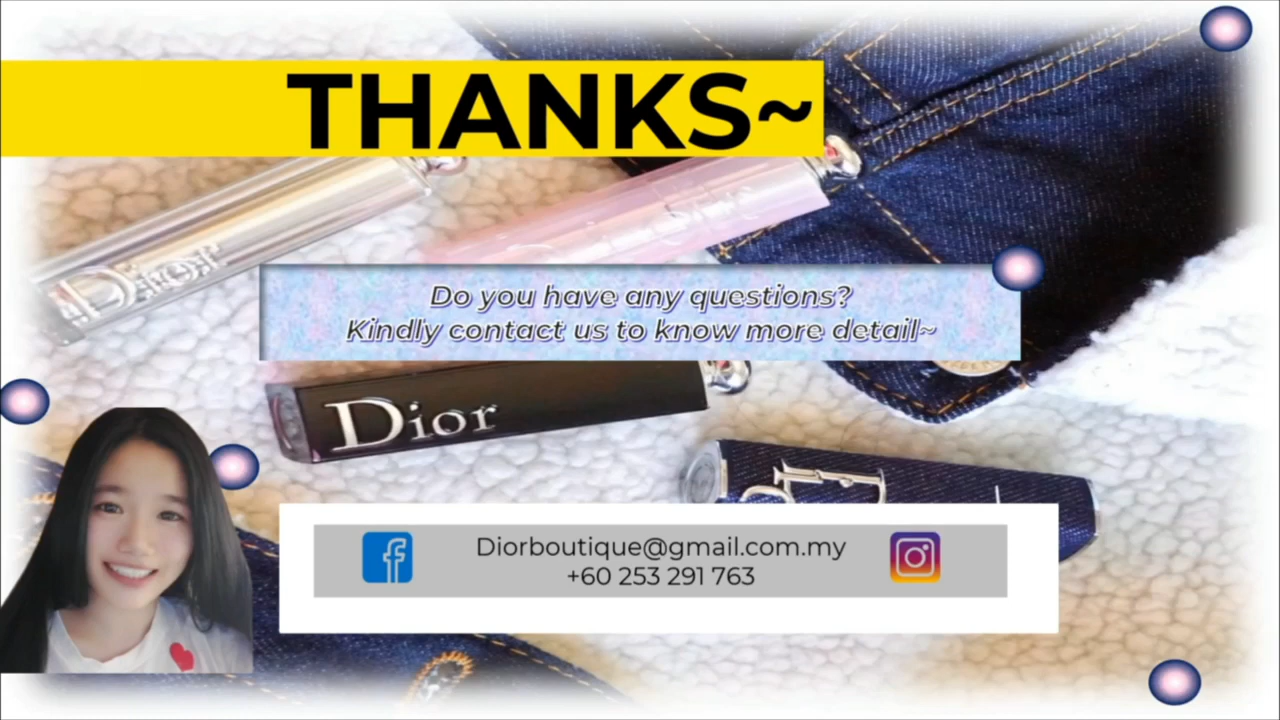 THANKS~
Dior
Do you have any questions?
Kindly contact us to know more detail~
Dior
Diorboutique@gmail.com.my
+60 253 291 763